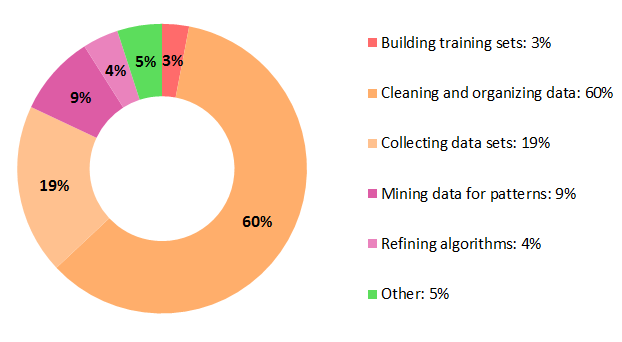 5%
3%
4%
9%
19%
60%
Building training sets: 3%
Cleaning and organizing data: 60%
Collecting data sets: 19%
Mining data for patterns: 9%
Refining algorithms: 4%
Other: 5%